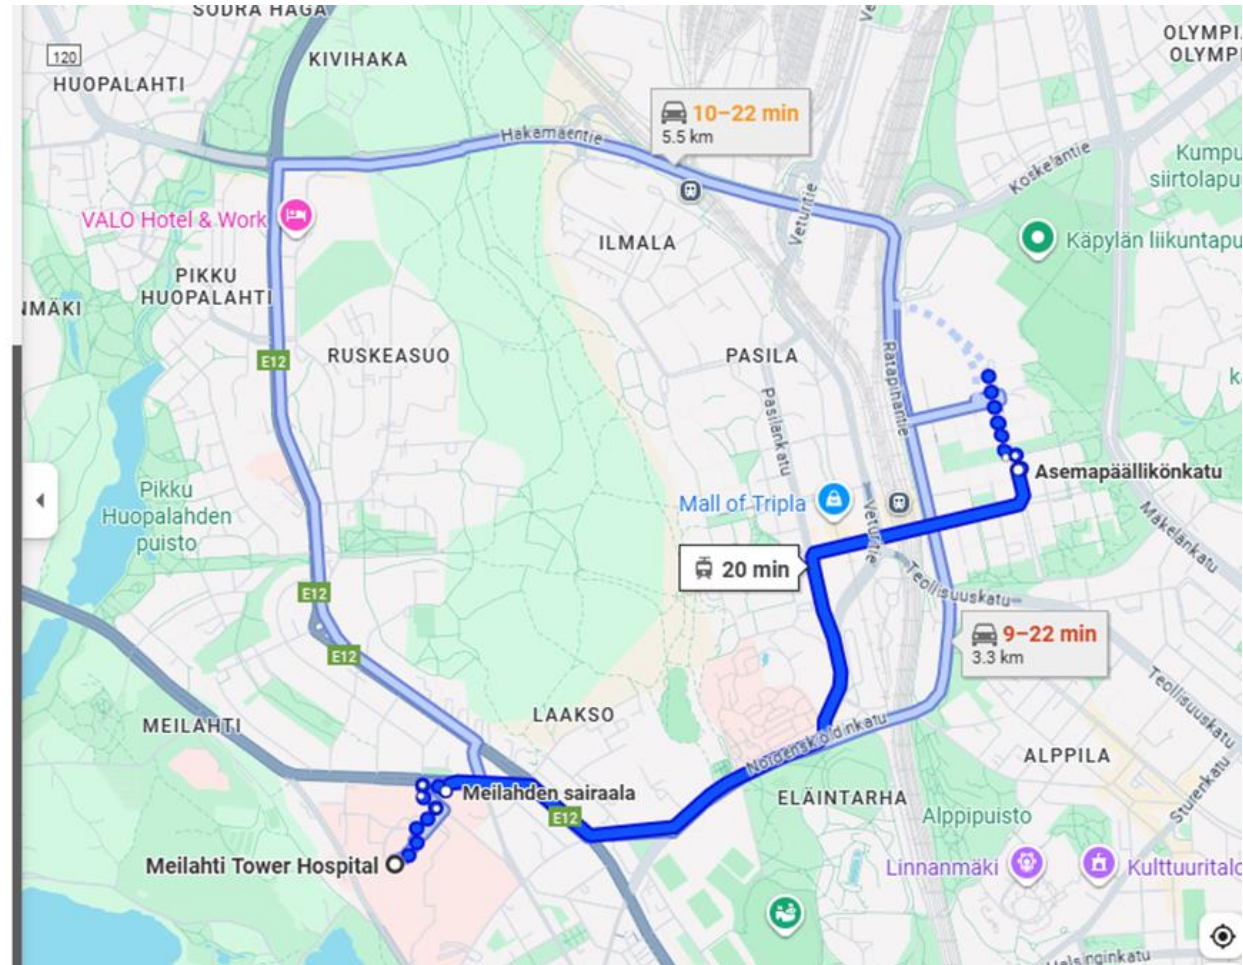 SÖDRA HAGA
120
HUOPALAHTI
KIVIHAKA
10–22 min
5.5 km
OLYMPI
OLYMP
Hakamäentie
Koskelantie
Kumpu
siirtolapu
VALO Hotel & Work
ILMALA
Veturitie
Käpylän liikuntapu
PIKKU
HUOPALAHTI
NMÄKI
E12
RUSKEASUO
PASILA
Ratapihantie
Pasilankatu
Asemapäällikönkatu
Pikku
Huopalahden
puisto
Mall of Tripla
Veturitie
Mäkelänkatu
20 min
Teollisuuskatu
E12
9–22 min
3.3 km
E12
Teollisuuskatu
MEILAHTI
LAAKSO
Nordenskiöldinkatu
ALPPILA
Sturenkatu
Meilahden sairaala
ELÄINTARHA
E12
Alppipuisto
Meilahti Tower Hospital
Linnanmäki
Kulttuuritalo
Helsinginkatu